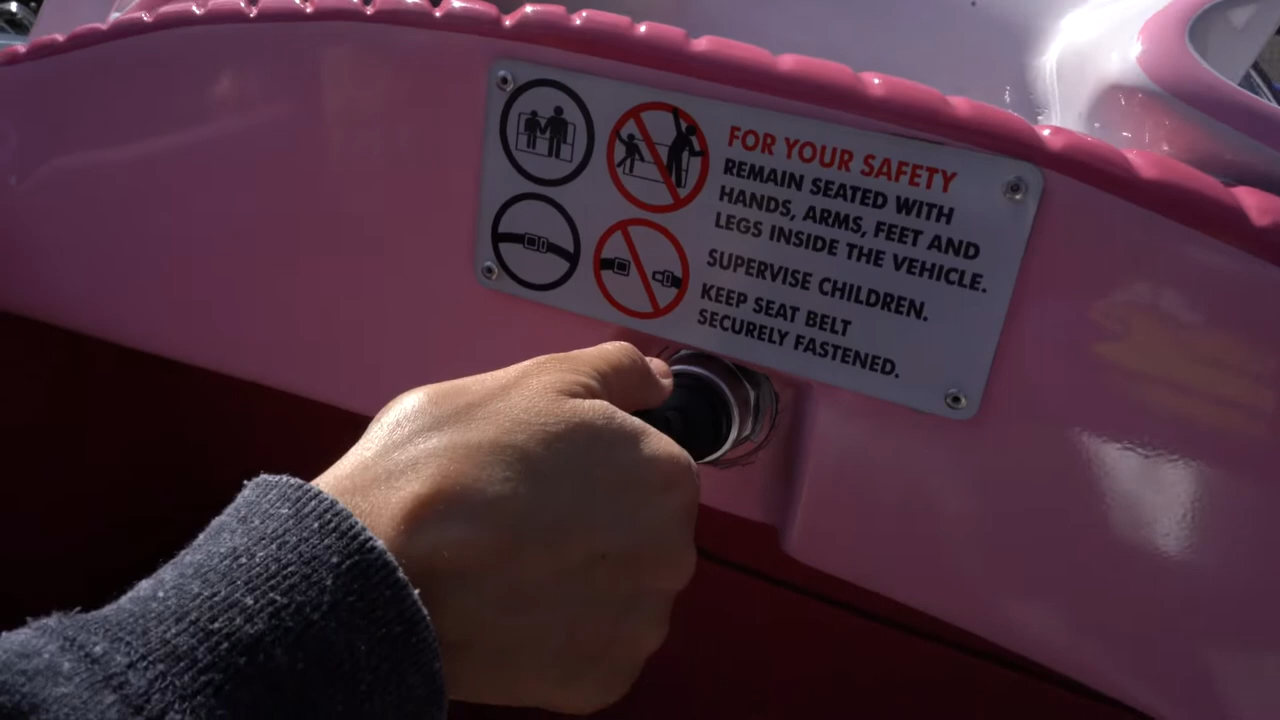 FOR YOUR SAFETY
REMAIN SEATED WITH
HANDS, ARMS, FEET AND
LEGS INSIDE THE VEHICLE.
SUPERVISE CHILDREN.
KEEP SEAT BELT
SECURELY FASTENED.